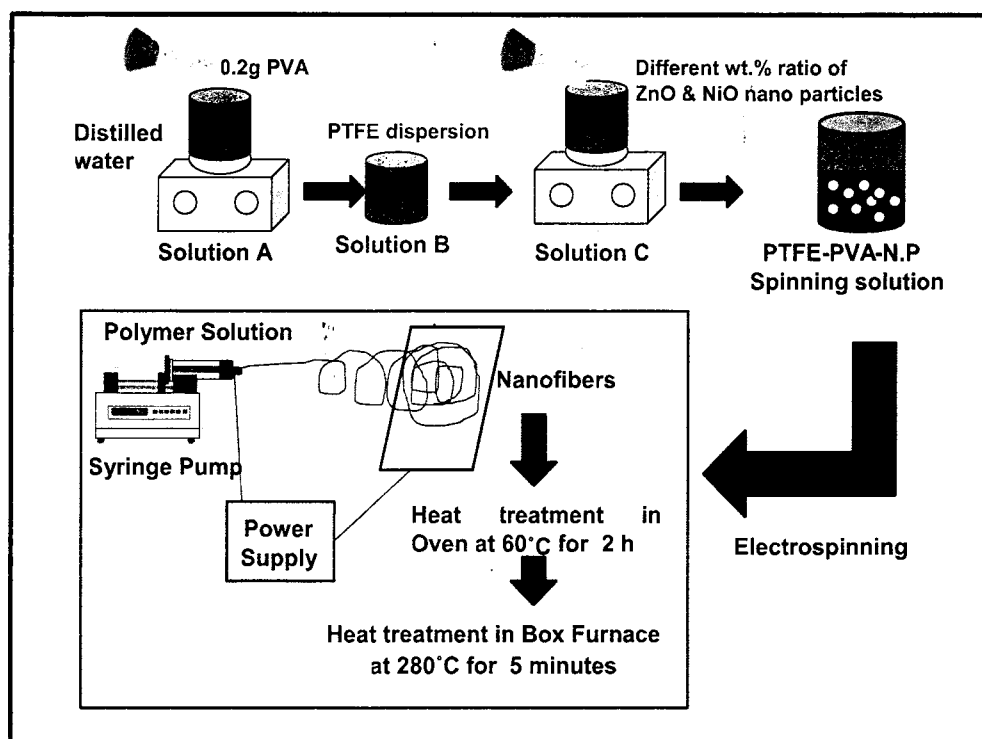 0.2g PVA
Distilled
water
Solution A
PTFE dispersion
Solution B
Different wt.% ratio of
ZnO & NiO nano particles
Solution C
PTFE-PVA-N.P
Spinning solution
Electrospinning
Polymer Solution
Syringe Pump
Nanofibers
Power
Supply
Heat treatment in
Oven at 60°C for 2 h
Heat treatment in Box Furnace
at 280°C for 5 minutes